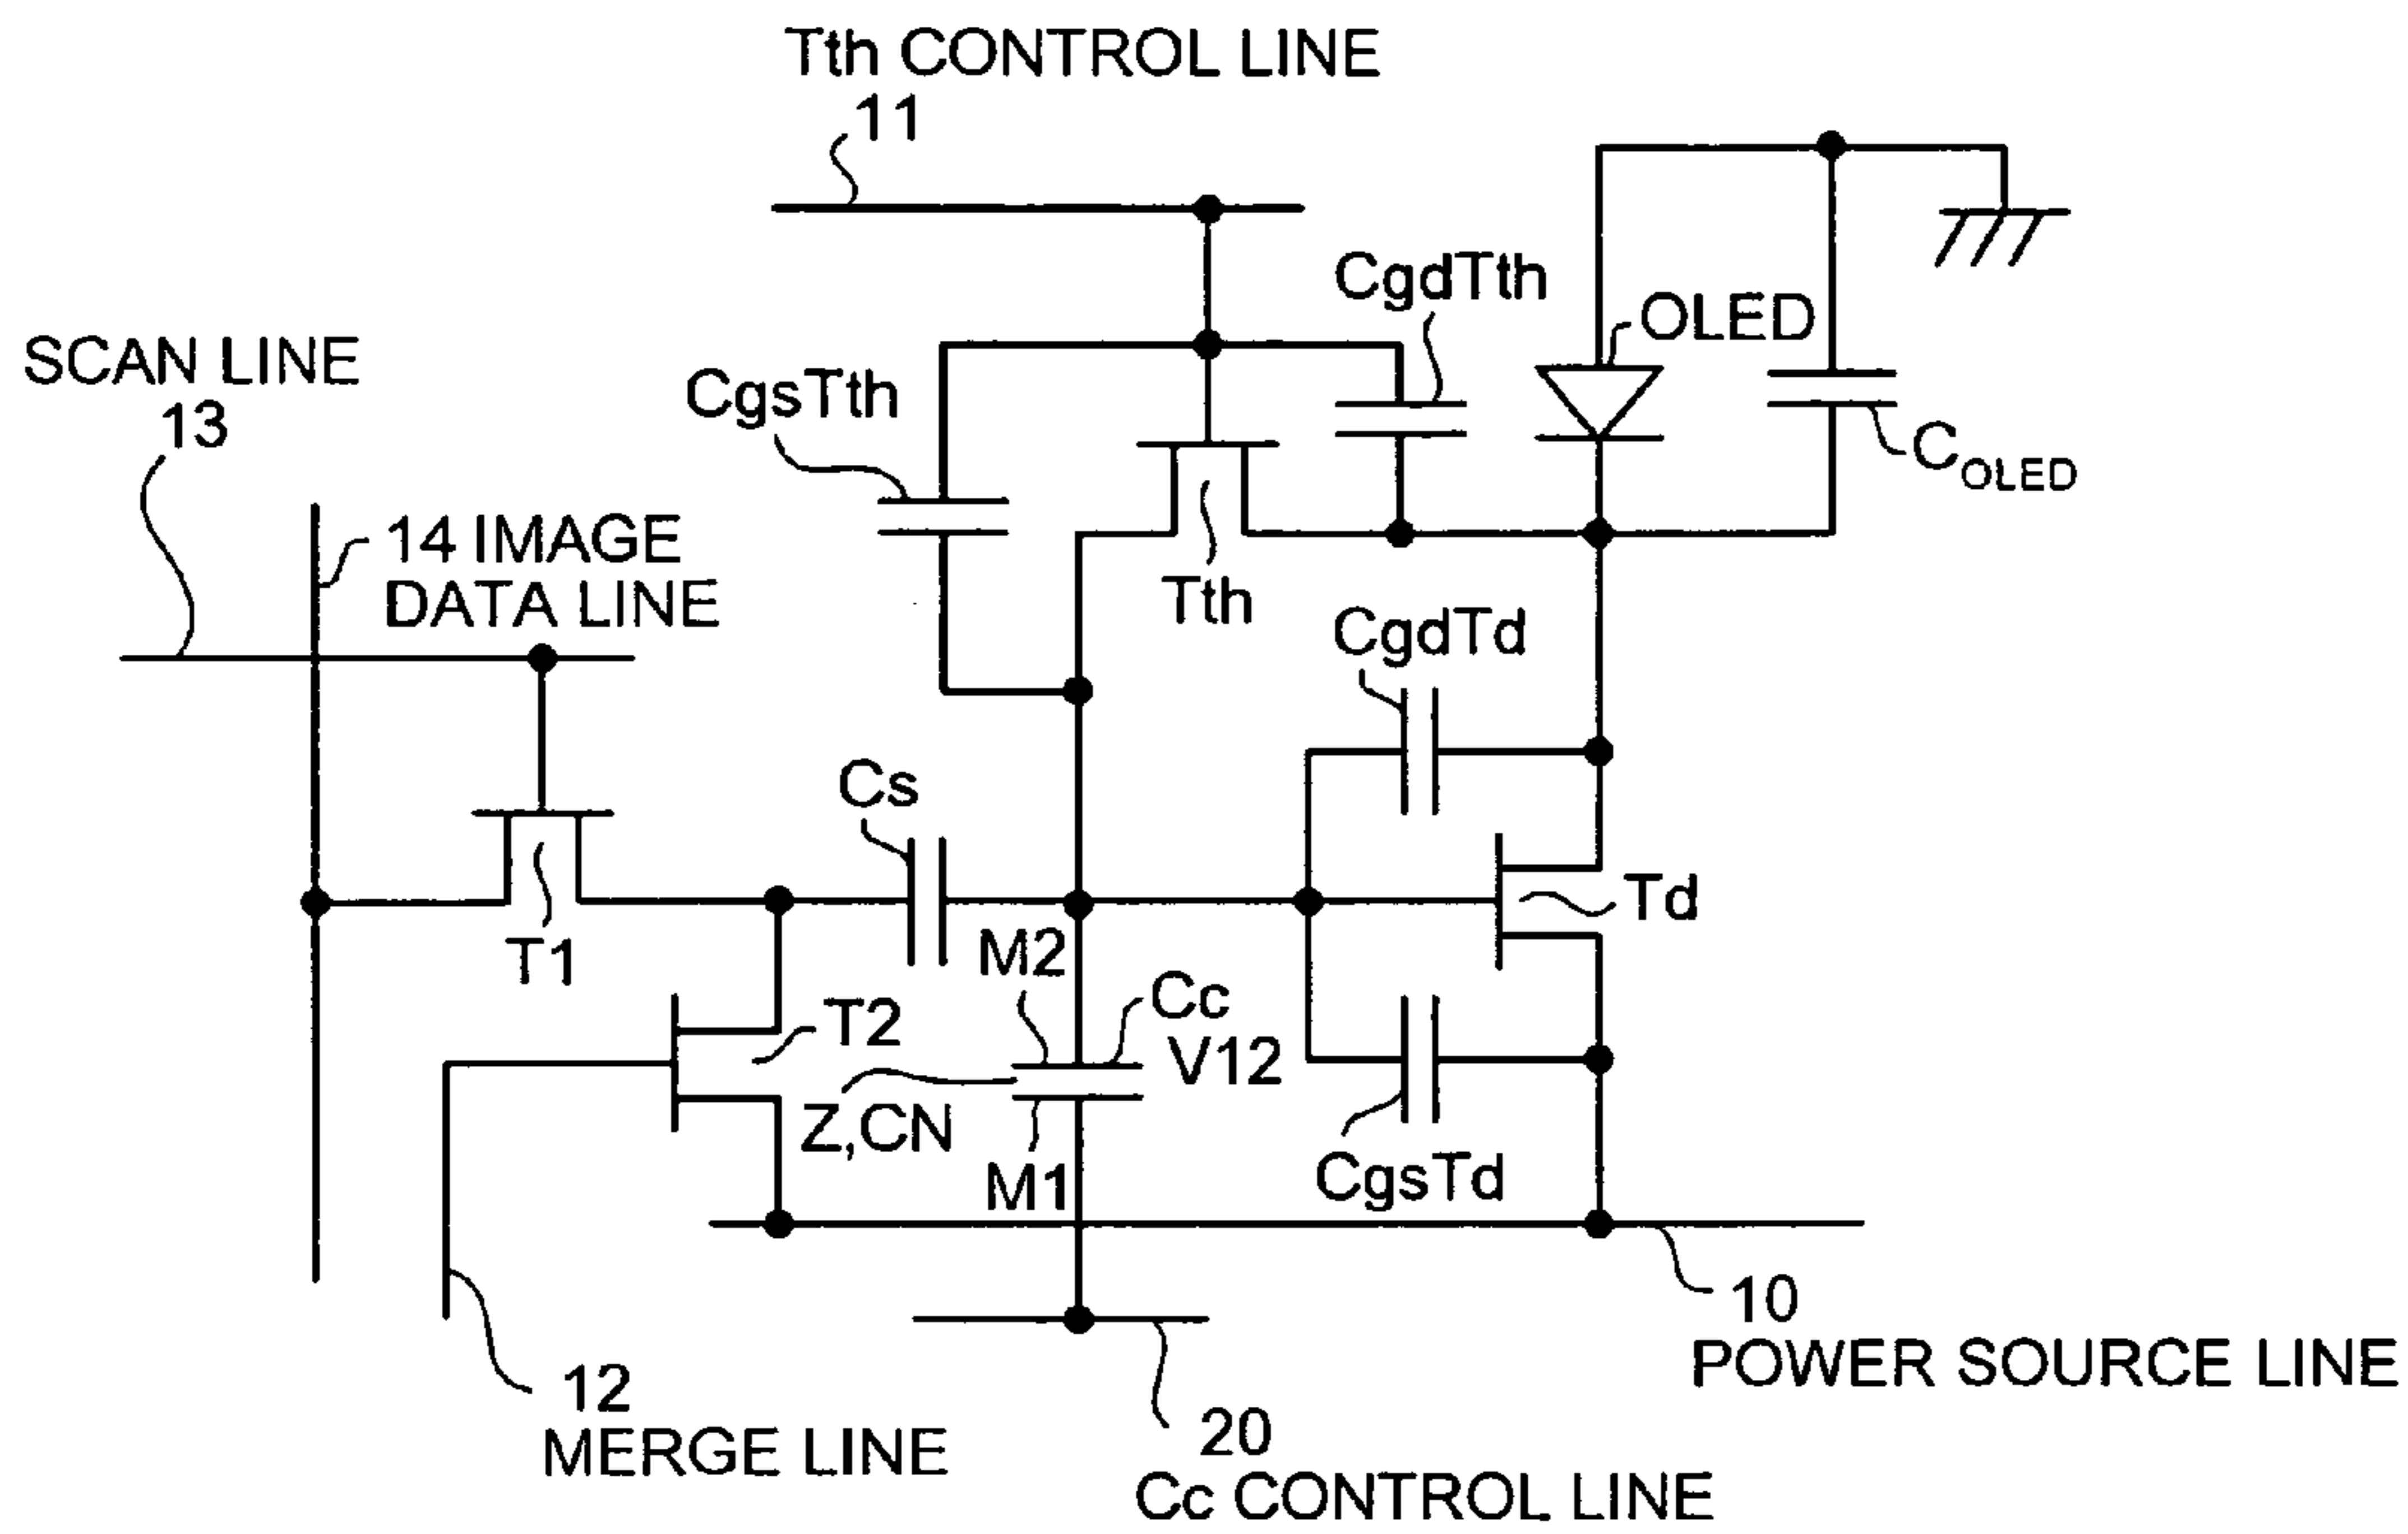 Tth CONTROL LINE
11
CgdTth
OLED
SCAN LINE
13
CgsTth
COLED
14 IMAGE
DATA LINE
Tth
CgdTd
Cs
Td
T1
M2
Cc
T2
V12
Z,CN
M1
CgsTd
10
POWER SOURCE LINE
12
MERGE LINE
20
Cc CONTROL LINE